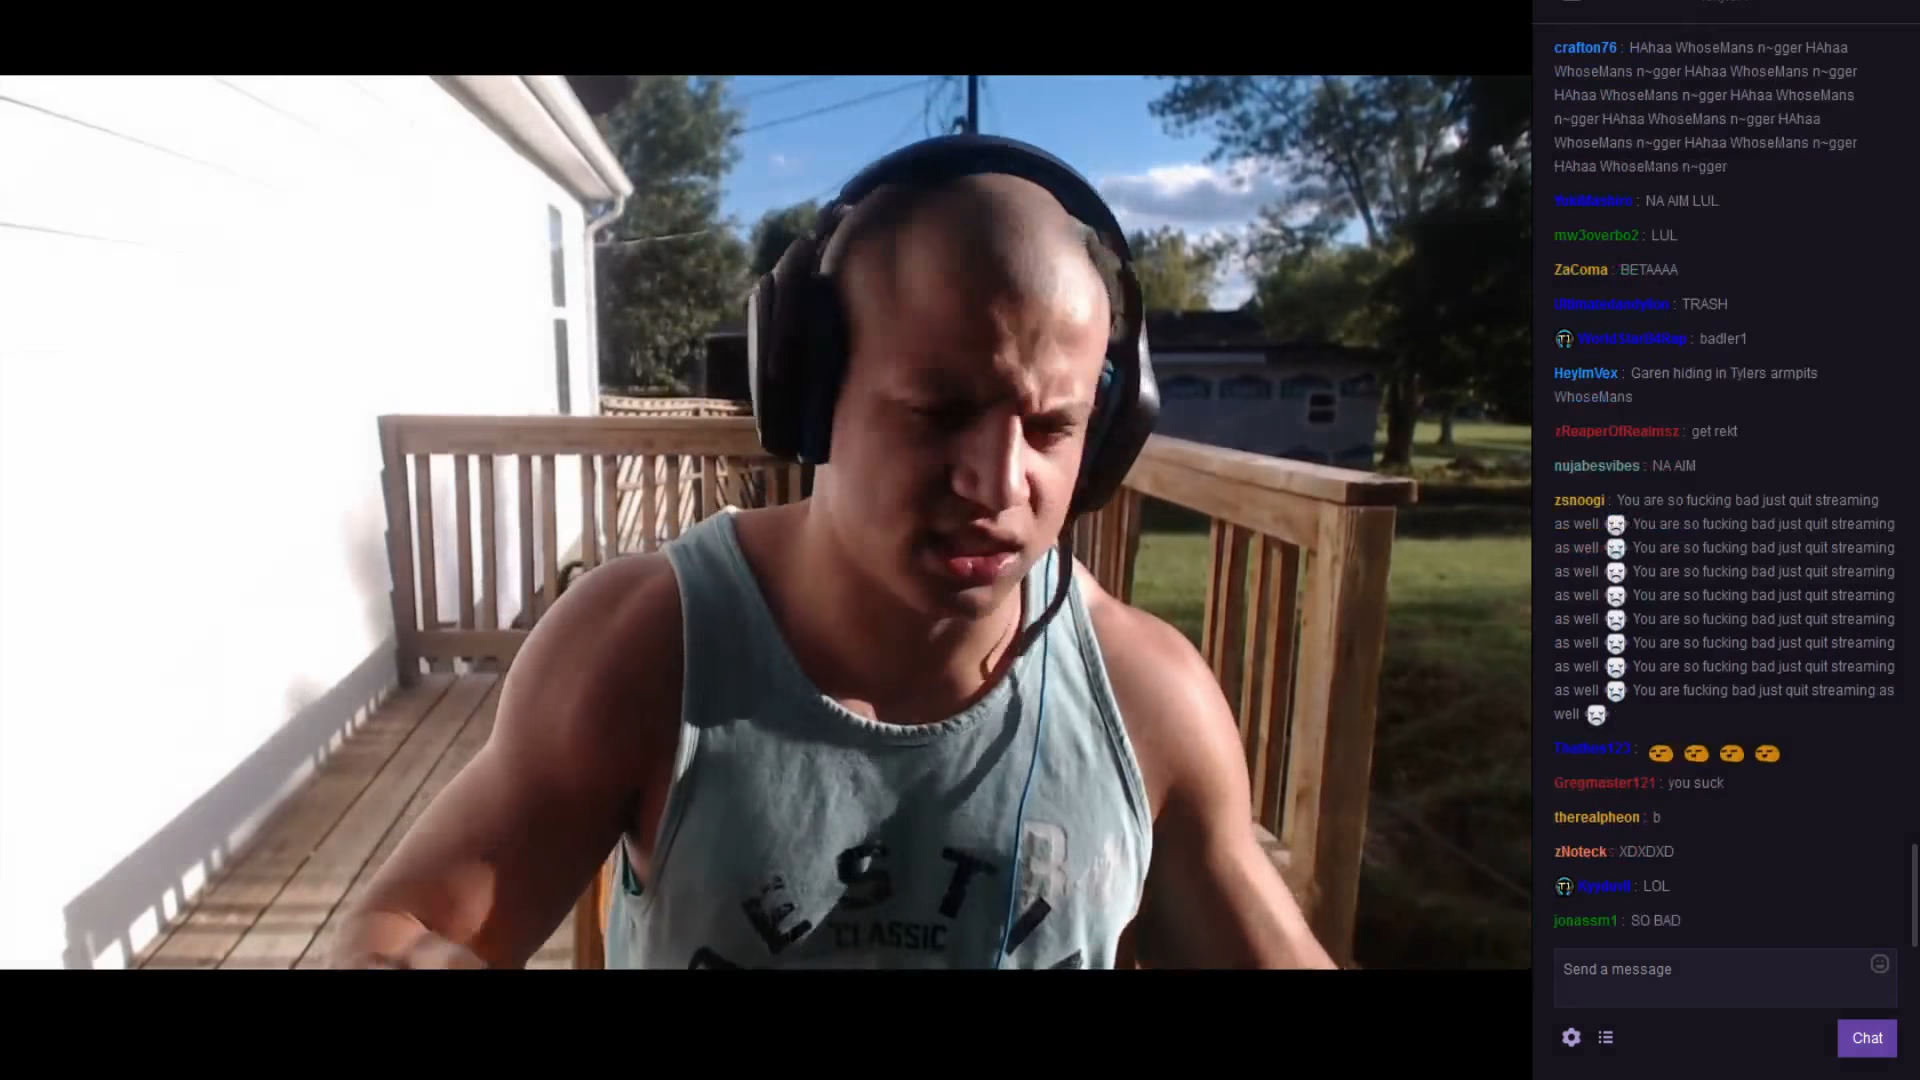 crafton76 : HAhaa WhoseMans n~gger HAhaa
WhoseMans n~gger HAhaa WhoseMans n~gger
HAhaa WhoseMans n~gger HAhaa WhoseMans
n~gger HAhaa WhoseMans n~gger HAhaa
WhoseMans n~gger HAhaa WhoseMans n~gger
HAhaa WhoseMans n~gger
: NA AIM LUL
mw3overbo2 : LUL
ZaComa : BETAAAA
: TRASH
WorldStarB4Rap : badler1
HeyImVex : Garen hiding in Tylers armpits
WhoseMans
zReaperOfRealmsz : get rekt
nujabesvibes : NA AIM
zsnoogi : You are so fucking bad just quit streaming
as well You are so fucking bad just quit streaming
as well You are so fucking bad just quit streaming
as well You are so fucking bad just quit streaming
as well You are so fucking bad just quit streaming
as well You are so fucking bad just quit streaming
as well You are so fucking bad just quit streaming
as well You are so fucking bad just quit streaming
as well You are fucking bad just quit streaming as
well
:
Gregmaster121 : you suck
therealpheon : b
zNoteck : XDXDXD
: LOL
jonassm1 : SO BAD
Send a message
Chat
EST
CLASSIC